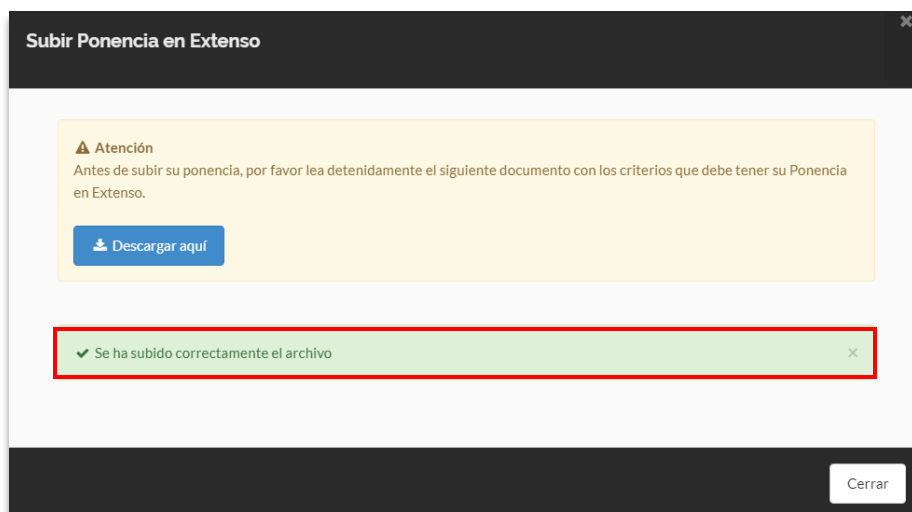 Subir Ponencia en Extenso
Atención
Antes de subir su ponencia, por favor lea detenidamente el siguiente documento con los criterios que debe tener su Ponencia
en Extenso.
Descargar aquí
Se ha subido correctamente el archivo
Cerrar